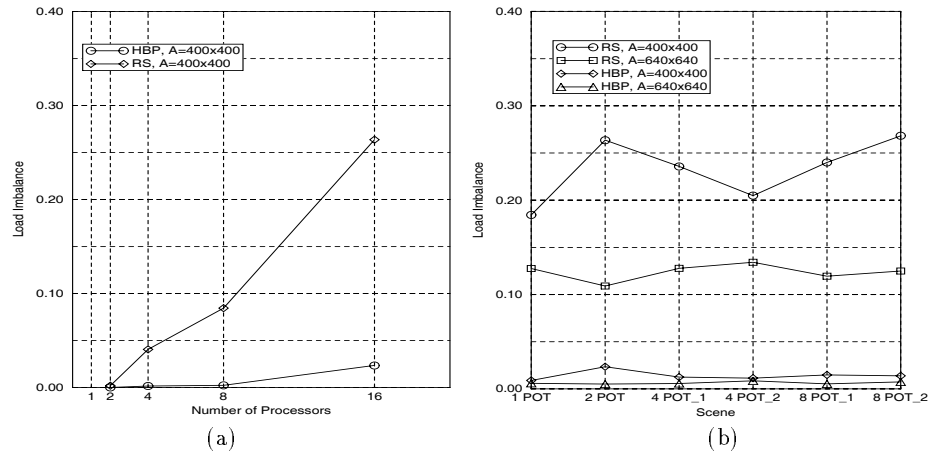 0.40
0.30
0.20
0.10
0.00
Load Imbalance
HBP, A=400x400
RS, A=400x400
1 2 4 8 16
Number of Processors
(a)
0.40
0.30
0.20
0.10
0.00
Load Imbalance
RS, A=400x400
RS, A=640x640
HBP, A=400x400
HBP, A=640x640
1 POT 2 POT 4 POT_1 4 POT_2 8 POT_1 8 POT_2
Scene
(b)